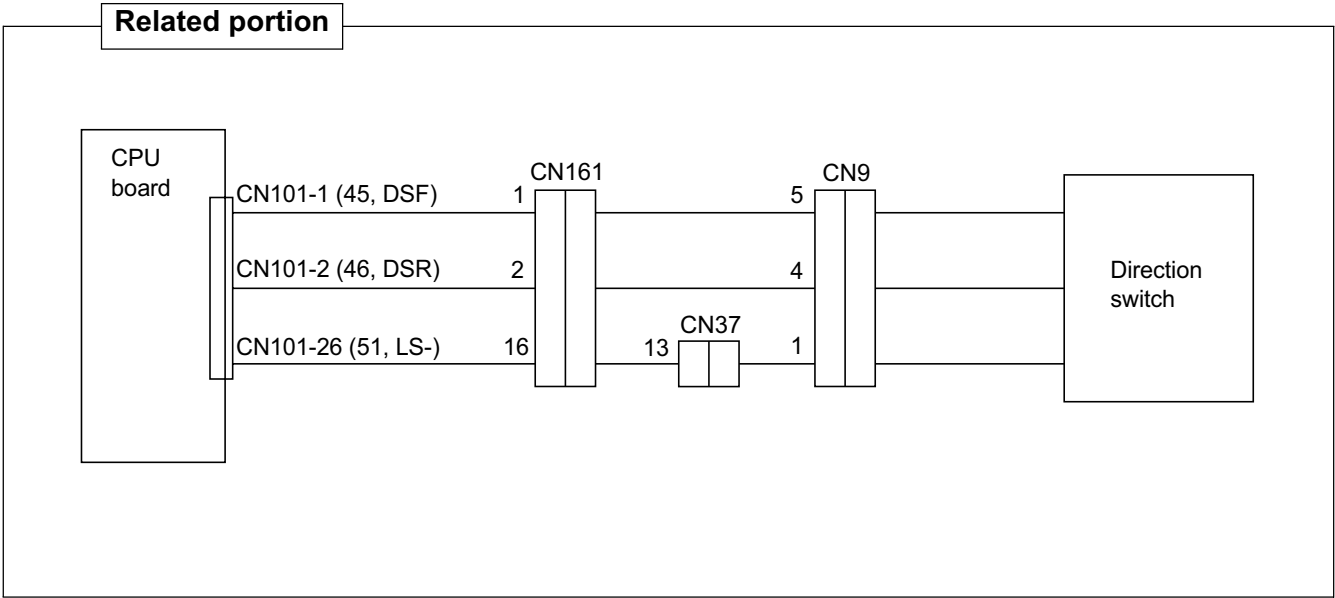 Related portion
CPU
board
CN161
CN9
CN101-1 (45, DSF)
1
5
CN101-2 (46, DSR)
2
4
Direction
switch
CN37
CN101-26 (51, LS-)
16
13
1